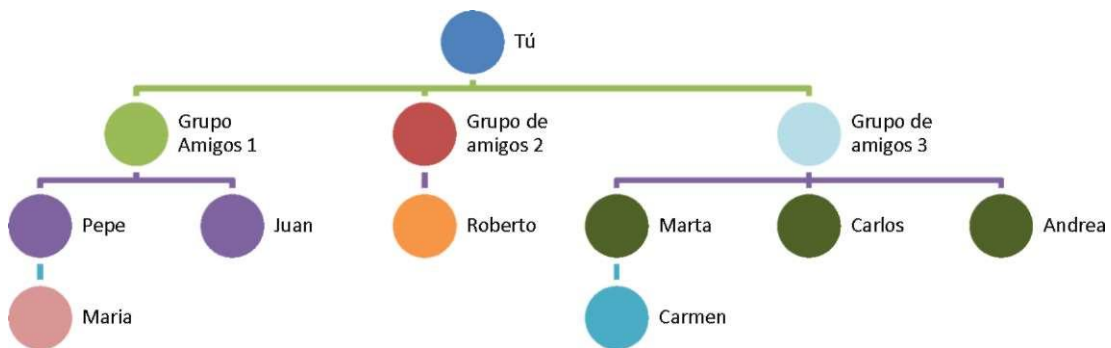 Tú
Grupo
Amigos 1
Grupo de
amigos 2
Grupo de
amigos 3
Pepe
Juan
Roberto
Marta
Carlos
Andrea
Maria
Carmen